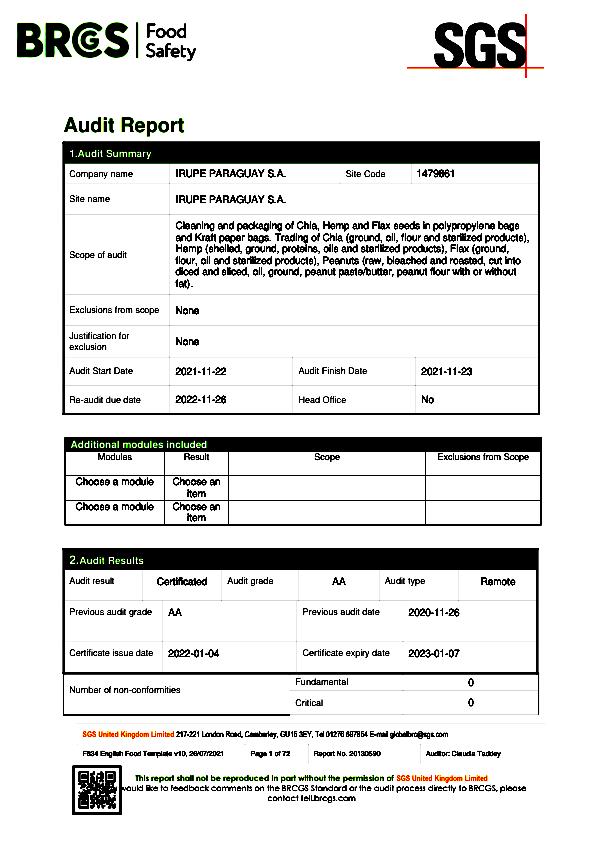 BRCGS Food Safety
SGS
Audit Report
1.Audit Summary
Company name IRUPE PARAGUAY S.A. Site Code 1479861
Site name IRUPE PARAGUAY S.A.
Scope of audit
Cleaning and packaging of Chia, Hemp and Flax seeds in polypropylene bags
and Kraft paper bags. Trading of Chia (ground, oil, flour and sterilized products),
Hemp (shelled, ground, proteins, oils and sterilized products), Flax (ground,
flour, oil and sterilized products), Peanuts (raw, bleached and roasted, cut into
diced and sliced, oil, ground, peanut paste/butter, peanut flour with or without
fat).
Exclusions from scope None
Justification for
exclusion
None
Audit Start Date 2021-11-22 Audit Finish Date 2021-11-23
Re-audit due date 2022-11-26 Head Office No
Additional modules included
Modules Result Scope Exclusions from Scope
Choose a module Choose an
item
Choose a module Choose an
item
2.Audit Results
Audit result Certificated Audit grade AA Audit type Remote
Previous audit grade AA Previous audit date 2020-11-26
Certificate issue date 2022-01-04 Certificate expiry date 2023-01-07
Number of non-conformities
Fundamental 0
Critical 0
SGS United Kingdom Limited 217-221 London Road, Camberley, GU15 3EY, Tel 01276 697854 E-mail globalbrc@sgs.com
F834 English Food Template v10, 26/07/2021 Page 1 of 72 Report No. 20130590 Auditor: Claudia Taddey
This report shall not be reproduced in part without the permission of SGS United Kingdom Limited
would like to feedback comments on the BRCGS Standard or the audit process directly to BRCGS, please
contact tell.brcgs.com